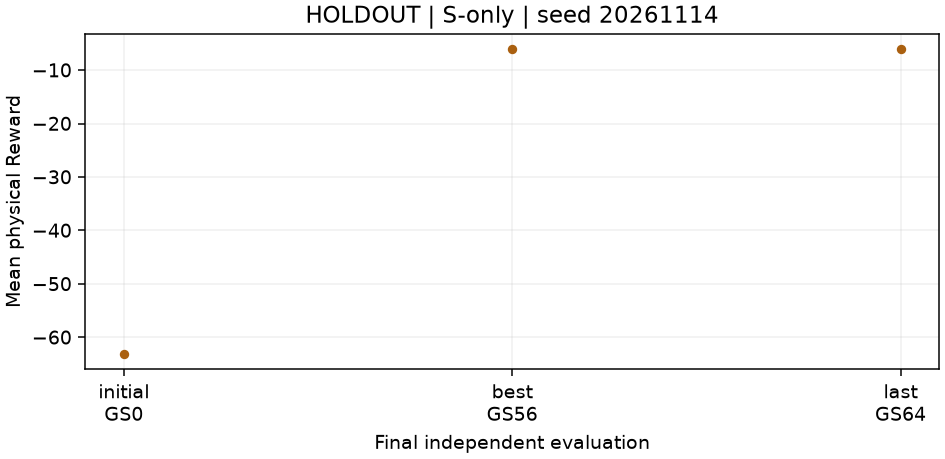 HOLDOUT | S-only | seed 20261114
Mean physical Reward
−10
−20
−30
−40
−50
−60
initial
GS0
best
GS56
last
GS64
Final independent evaluation